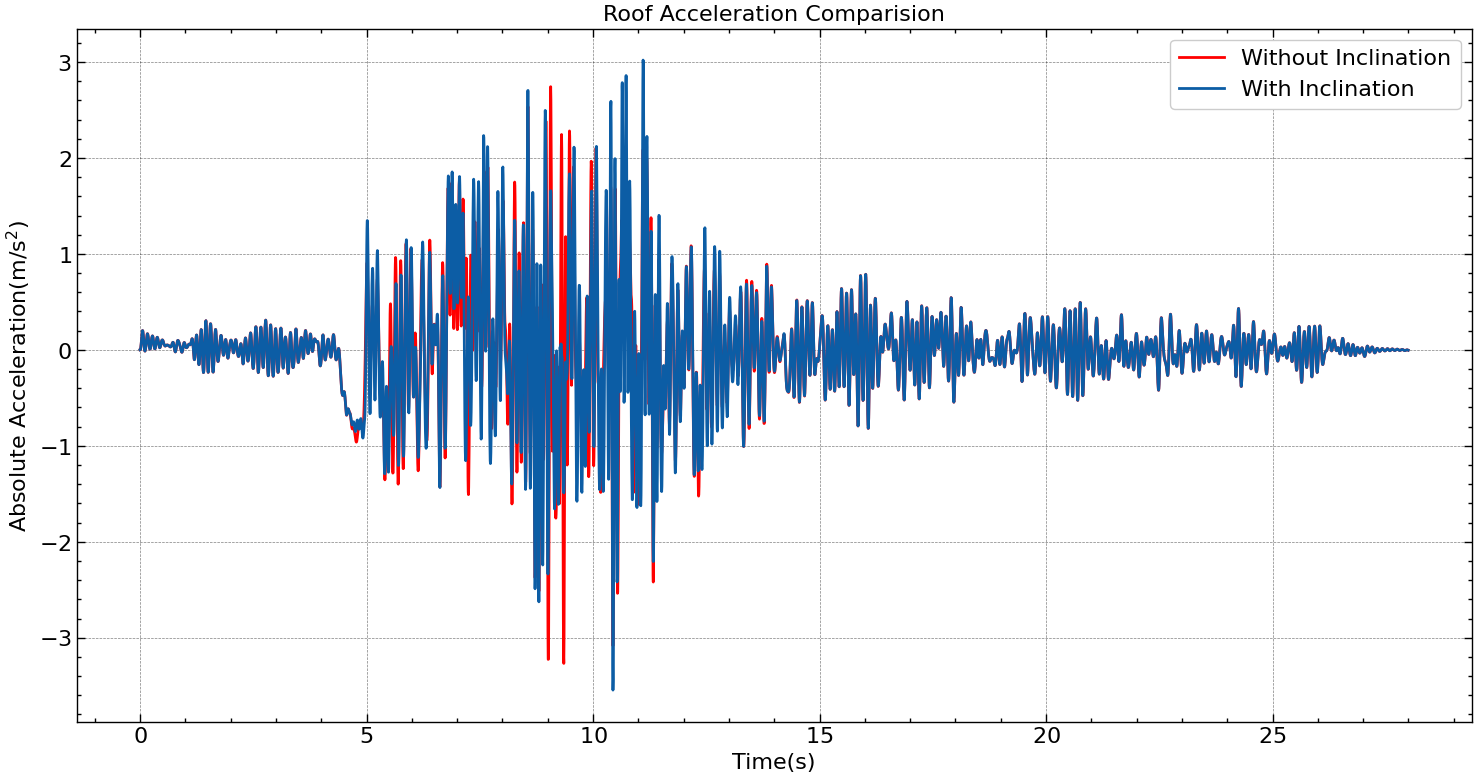 Roof Acceleration Comparision
Without Inclination
With Inclination
3
2
1
0
−1
−2
−3
Absolute Acceleration(m/s²)
0 5 10 15 20 25
Time(s)